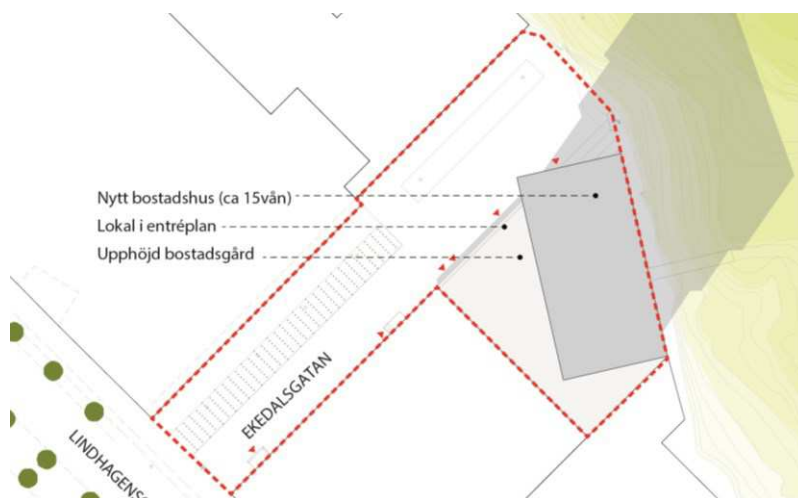 Nytt bostadshus (ca 15vån)
Lokal i entréplan
Upphöjd bostadsgård
EKEDALSGATAN